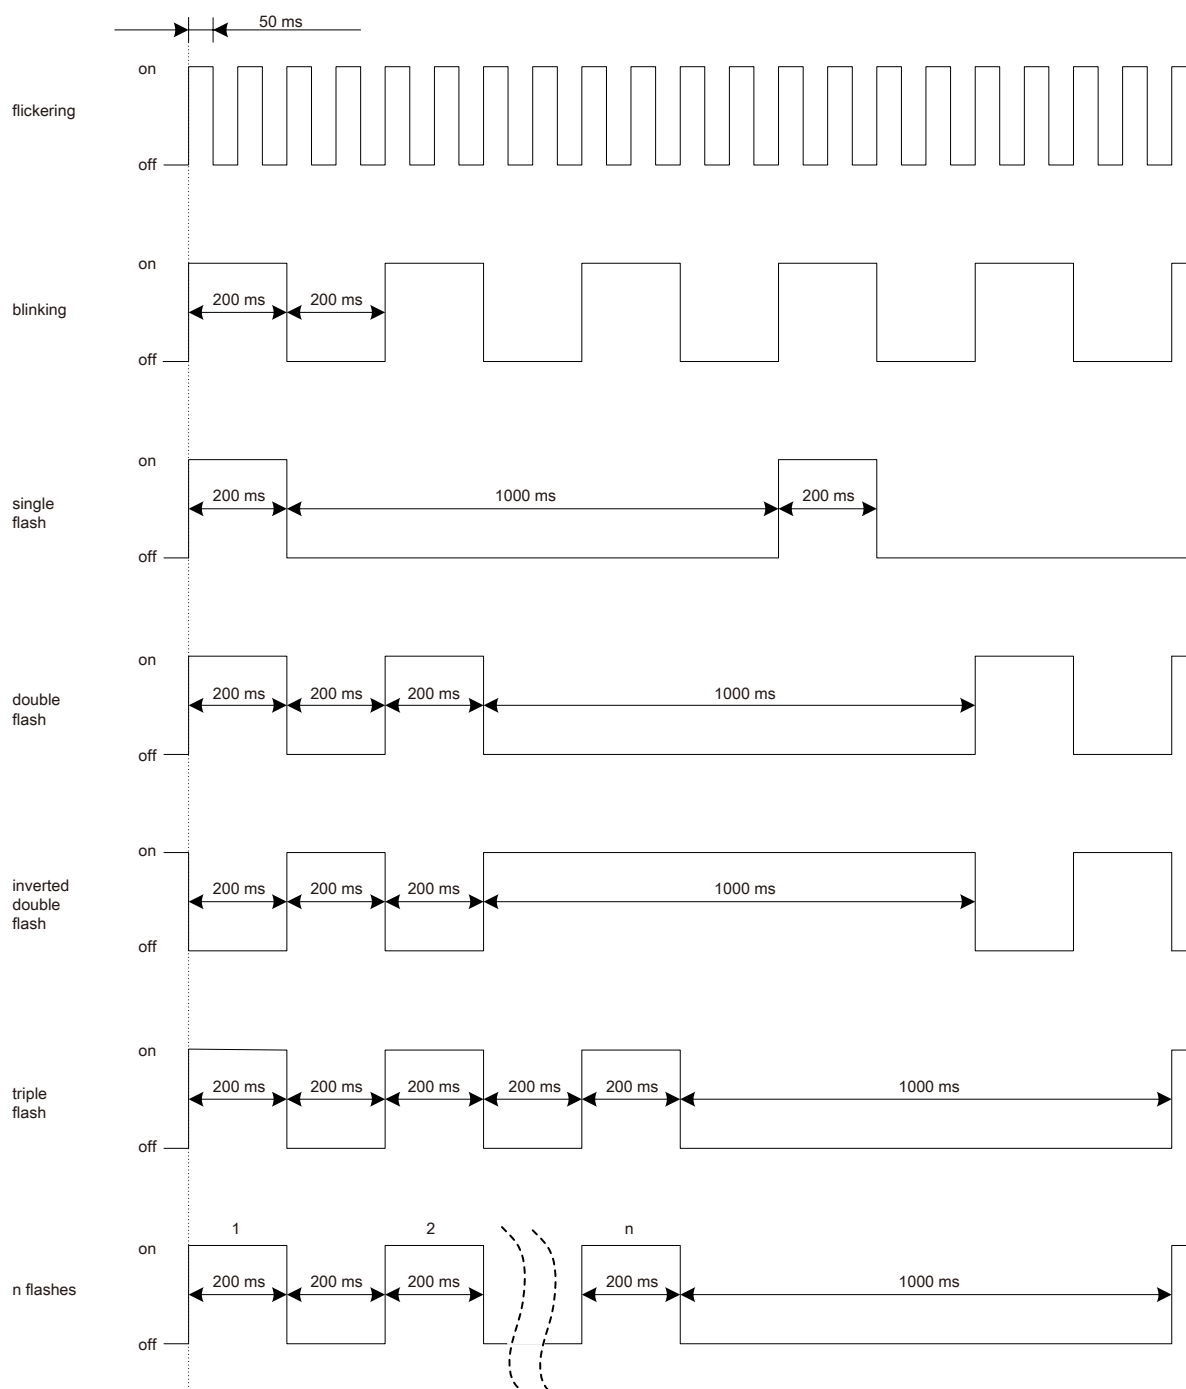 50 ms
on
flickering
off
on
200 ms 200 ms
blinking
off
on
200 ms 1000 ms 200 ms
single
flash
off
on
200 ms 200 ms 200 ms 1000 ms
double
flash
off
on
200 ms 200 ms 200 ms 1000 ms
inverted
double
flash
off
on
200 ms 200 ms 200 ms 200 ms 200 ms 1000 ms
triple
flash
off
1 2 n
on
200 ms 200 ms 200 ms 200 ms 1000 ms
n flashes
off